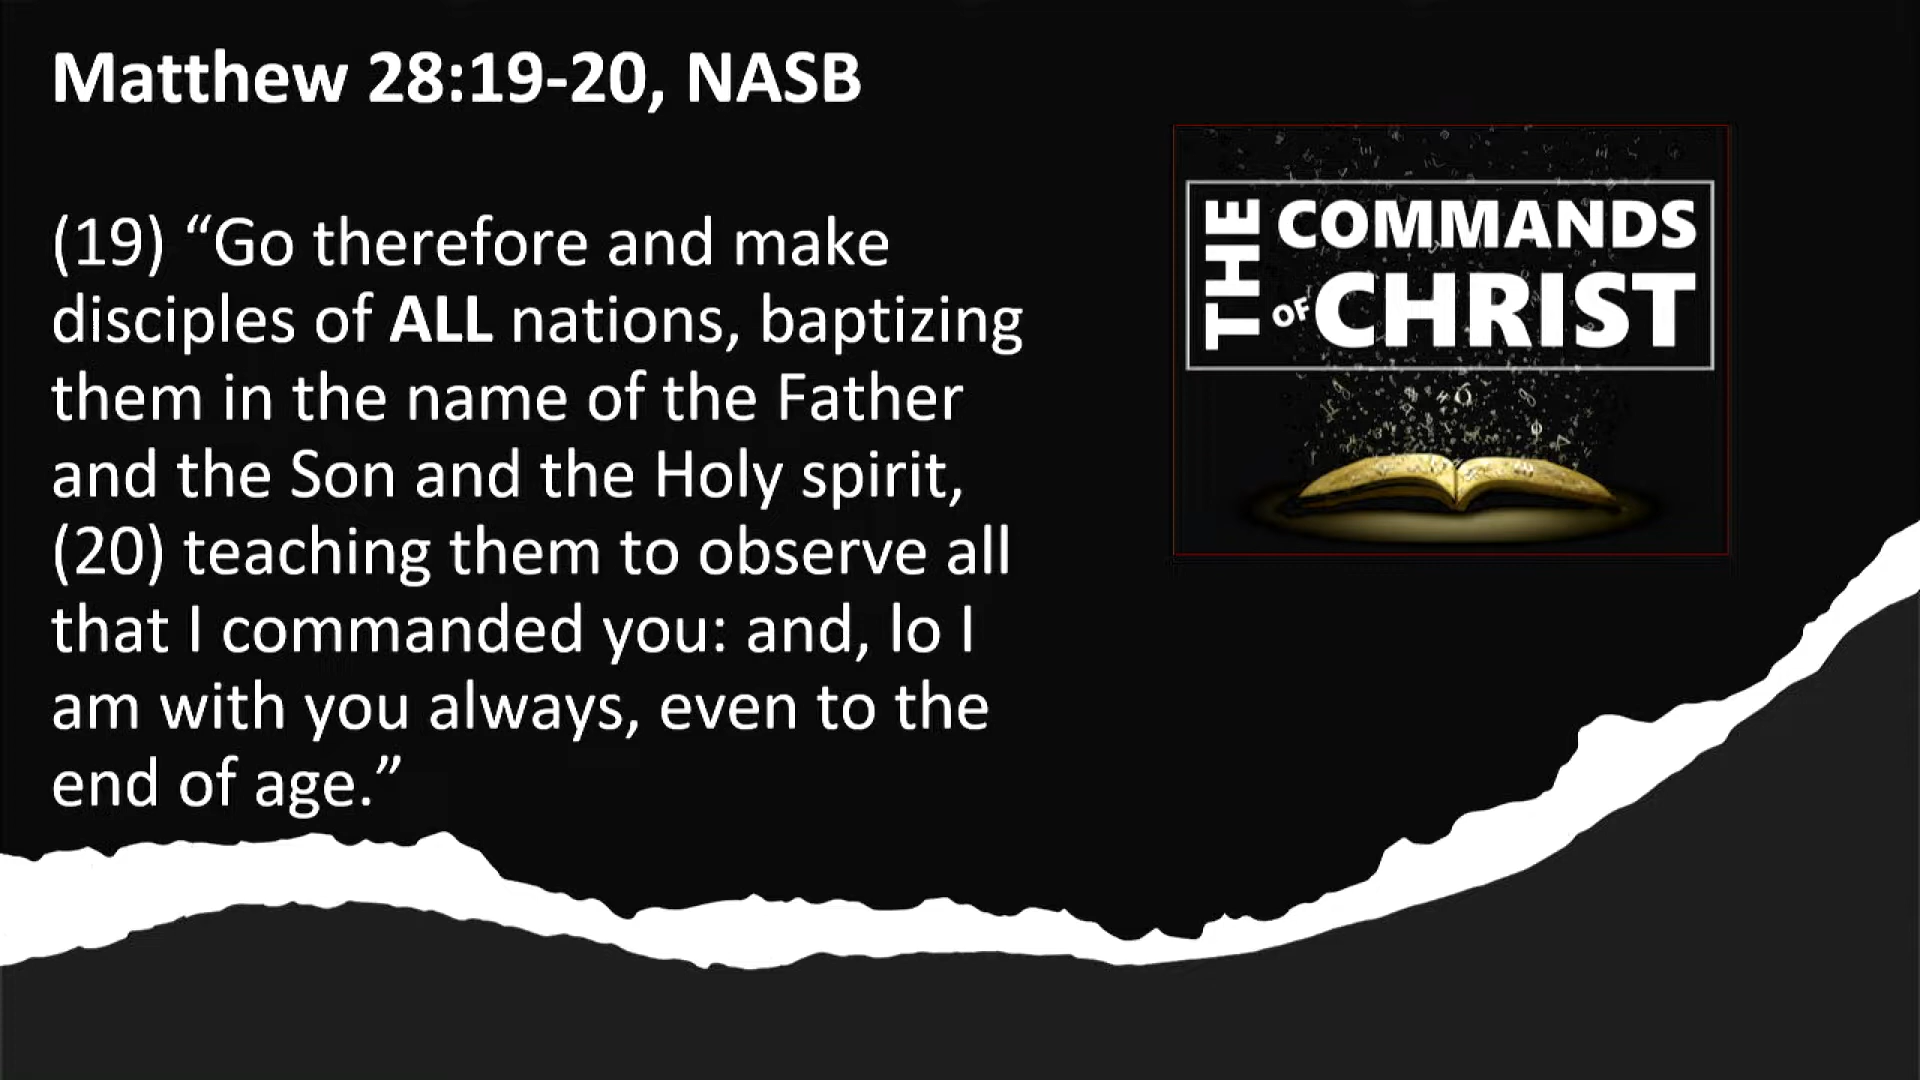 Matthew 28:19-20, NASB
(19) “Go therefore and make
disciples of ALL nations, baptizing
them in the name of the Father
and the Son and the Holy spirit,
(20) teaching them to observe all
that I commanded you: and, lo I
am with you always, even to the
end of age.”
THE COMMANDS
OF CHRIST